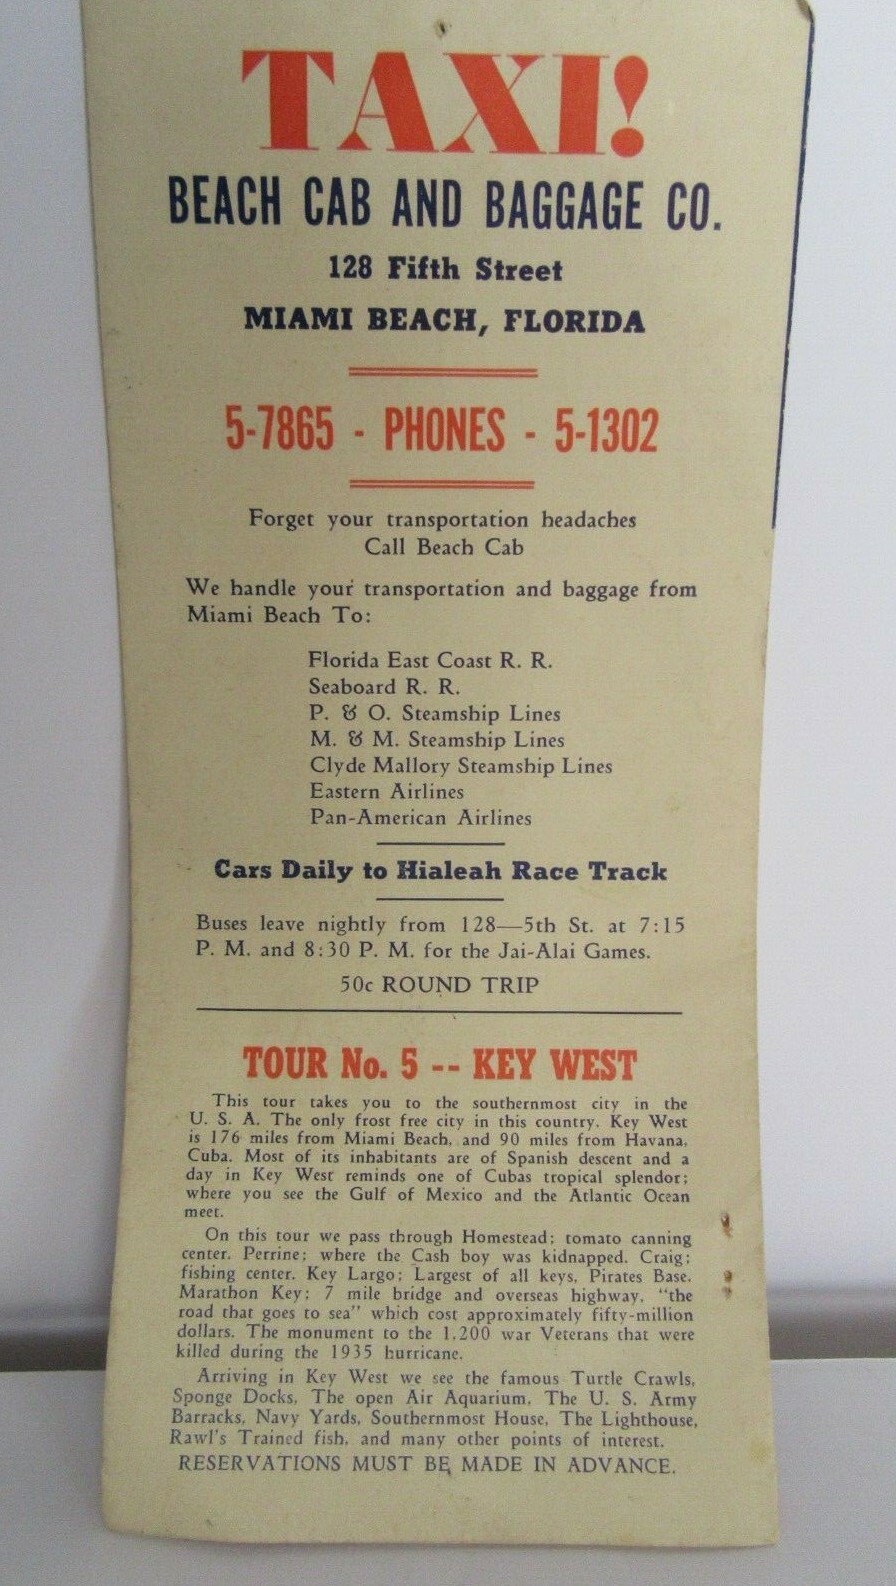 TAXI!
BEACH CAB AND BAGGAGE CO.
128 Fifth Street
MIAMI BEACH, FLORIDA
5-7865 - PHONES - 5-1302
Forget your transportation headaches
Call Beach Cab
We handle your transportation and baggage from
Miami Beach To:
Florida East Coast R. R.
Seaboard R. R.
P. & O. Steamship Lines
M. & M. Steamship Lines
Clyde Mallory Steamship Lines
Eastern Airlines
Pan-American Airlines
Cars Daily to Hialeah Race Track
Buses leave nightly from 128—5th St. at 7:15
P. M. and 8:30 P. M. for the Jai-Alai Games.
50c ROUND TRIP
TOUR No. 5 -- KEY WEST
This tour takes you to the southernmost city in the
U. S. A. The only frost free city in this country. Key West
is 176 miles from Miami Beach, and 90 miles from Havana,
Cuba. Most of its inhabitants are of Spanish descent and a
day in Key West reminds one of Cubas tropical splendor;
where you see the Gulf of Mexico and the Atlantic Ocean
meet.
On this tour we pass through Homestead; tomato canning
center. Perrine; where the Cash boy was kidnapped. Craig;
fishing center. Key Largo; Largest of all keys, Pirates Base.
Marathon Key; 7 mile bridge and overseas highway, "the
road that goes to sea" which cost approximately fifty-million
dollars. The monument to the 1,200 war Veterans that were
killed during the 1935 hurricane.
Arriving in Key West we see the famous Turtle Crawls,
Sponge Docks, The open Air Aquarium, The U. S. Army
Barracks, Navy Yards, Southernmost House, The Lighthouse,
Rawl's Trained fish, and many other points of interest.
RESERVATIONS MUST BE MADE IN ADVANCE.